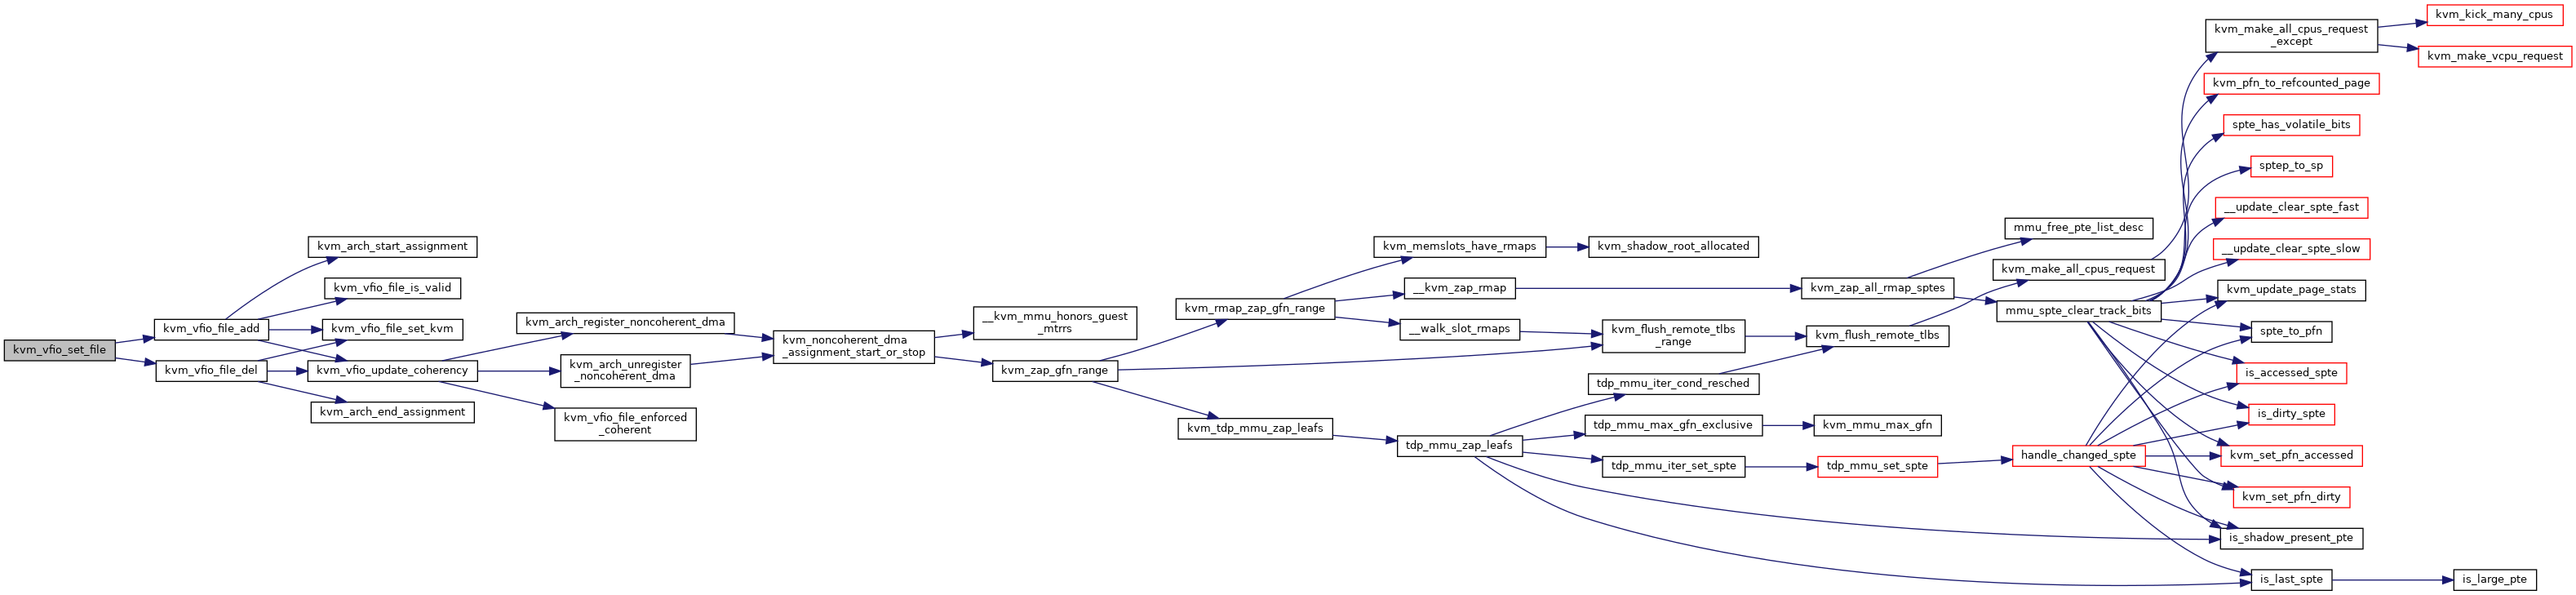 kvm_vfio_set_file
kvm_vfio_file_add
kvm_vfio_file_del
kvm_arch_start_assignment
kvm_vfio_file_is_valid
kvm_vfio_file_set_kvm
kvm_vfio_update_coherency
kvm_arch_end_assignment
kvm_arch_register_noncoherent_dma
kvm_arch_unregister
_noncoherent_dma
kvm_vfio_file_enforced
_coherent
kvm_noncoherent_dma
_assignment_start_or_stop
__kvm_mmu_honors_guest
_mtrrs
kvm_zap_gfn_range
kvm_rmap_zap_gfn_range
kvm_tdp_mmu_zap_leafs
kvm_memslots_have_rmaps
__kvm_zap_rmap
__walk_slot_rmaps
tdp_mmu_zap_leafs
kvm_shadow_root_allocated
kvm_flush_remote_tlbs
_range
tdp_mmu_iter_cond_resched
tdp_mmu_max_gfn_exclusive
tdp_mmu_iter_set_spte
kvm_zap_all_rmap_sptes
kvm_flush_remote_tlbs
kvm_mmu_max_gfn
tdp_mmu_set_spte
mmu_free_pte_list_desc
kvm_make_all_cpus_request
mmu_spte_clear_track_bits
handle_changed_spte
kvm_make_all_cpus_request
_except
kvm_pfn_to_refcounted_page
spte_has_volatile_bits
sptep_to_sp
__update_clear_spte_fast
__update_clear_spte_slow
kvm_update_page_stats
spte_to_pfn
is_accessed_spte
is_dirty_spte
kvm_set_pfn_accessed
kvm_set_pfn_dirty
is_shadow_present_pte
is_last_spte
kvm_kick_many_cpus
kvm_make_vcpu_request
is_large_pte